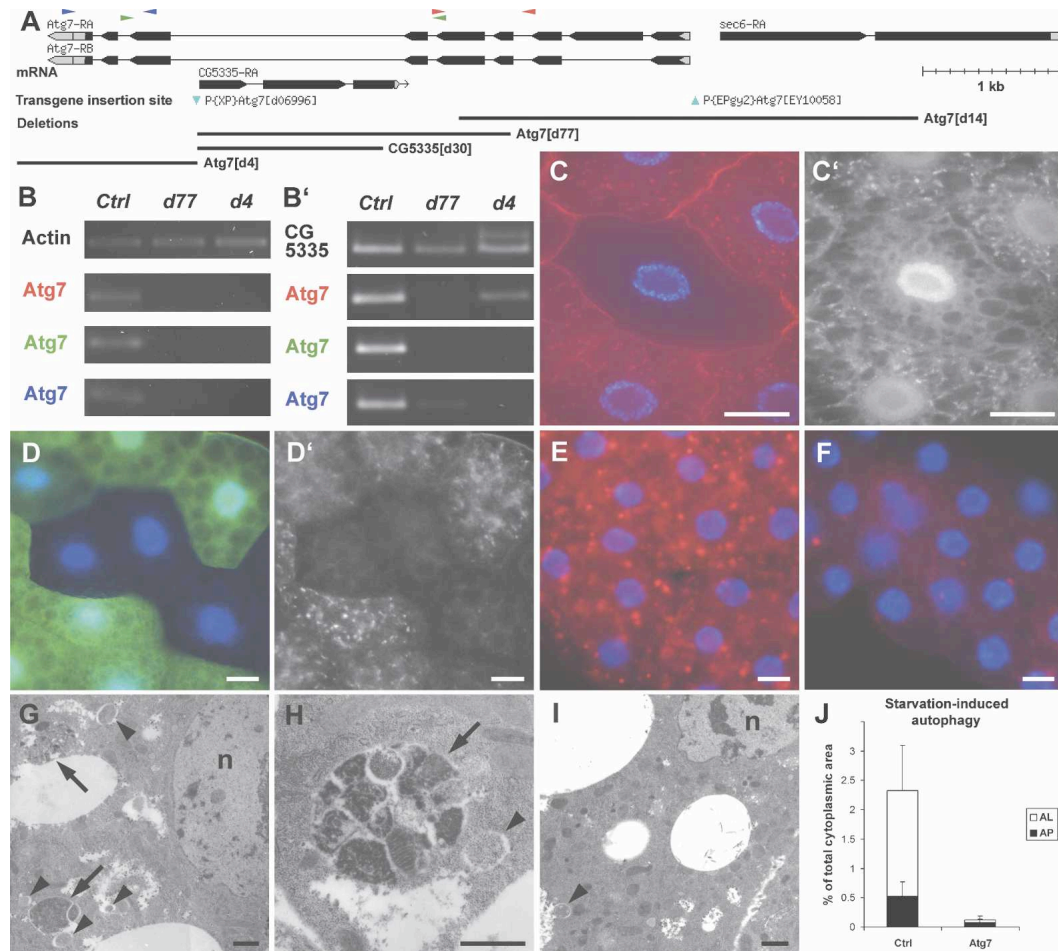 A
Atg7-RA
sec6-RA
Atg7-RB
mRNA
CG5335-RA
1 kb
Transgene insertion site
P{XP}Atg7[d06996]
P{EPgy2}Atg7[EY10058]
Deletions
Atg7[d14]
Atg7[d77]
CG5335[d30]
Atg7[d4]
B
Ctrl d77 d4
Actin
Atg7
Atg7
Atg7
B'
Ctrl d77 d4
CG
5335
Atg7
Atg7
Atg7
C
C'
D
D'
E
F
G
n
H
I
n
J
Starvation-induced
autophagy
% of total cytoplasmic area
3
2.5
2
1.5
1
0.5
0
Ctrl Atg7
AL
AP